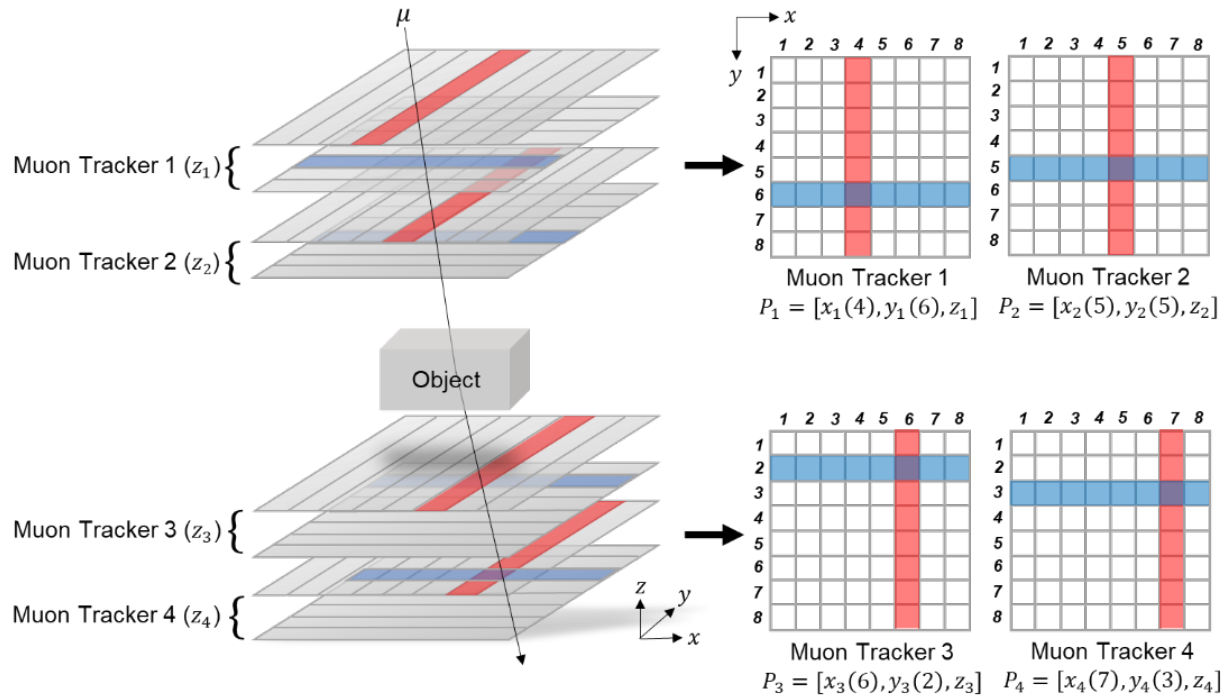 μ
Muon Tracker 1 (z₁)
Muon Tracker 2 (z₂)
Object
Muon Tracker 3 (z₃)
Muon Tracker 4 (z₄)
z
y
x
x
y
1 2 3 4 5 6 7 8
1
2
3
4
5
6
7
8
Muon Tracker 1
P₁ = [x₁(4), y₁(6), z₁]
1 2 3 4 5 6 7 8
1
2
3
4
5
6
7
8
Muon Tracker 2
P₂ = [x₂(5), y₂(5), z₂]
1 2 3 4 5 6 7 8
1
2
3
4
5
6
7
8
Muon Tracker 3
P₃ = [x₃(6), y₃(2), z₃]
1 2 3 4 5 6 7 8
1
2
3
4
5
6
7
8
Muon Tracker 4
P₄ = [x₄(7), y₄(3), z₄]